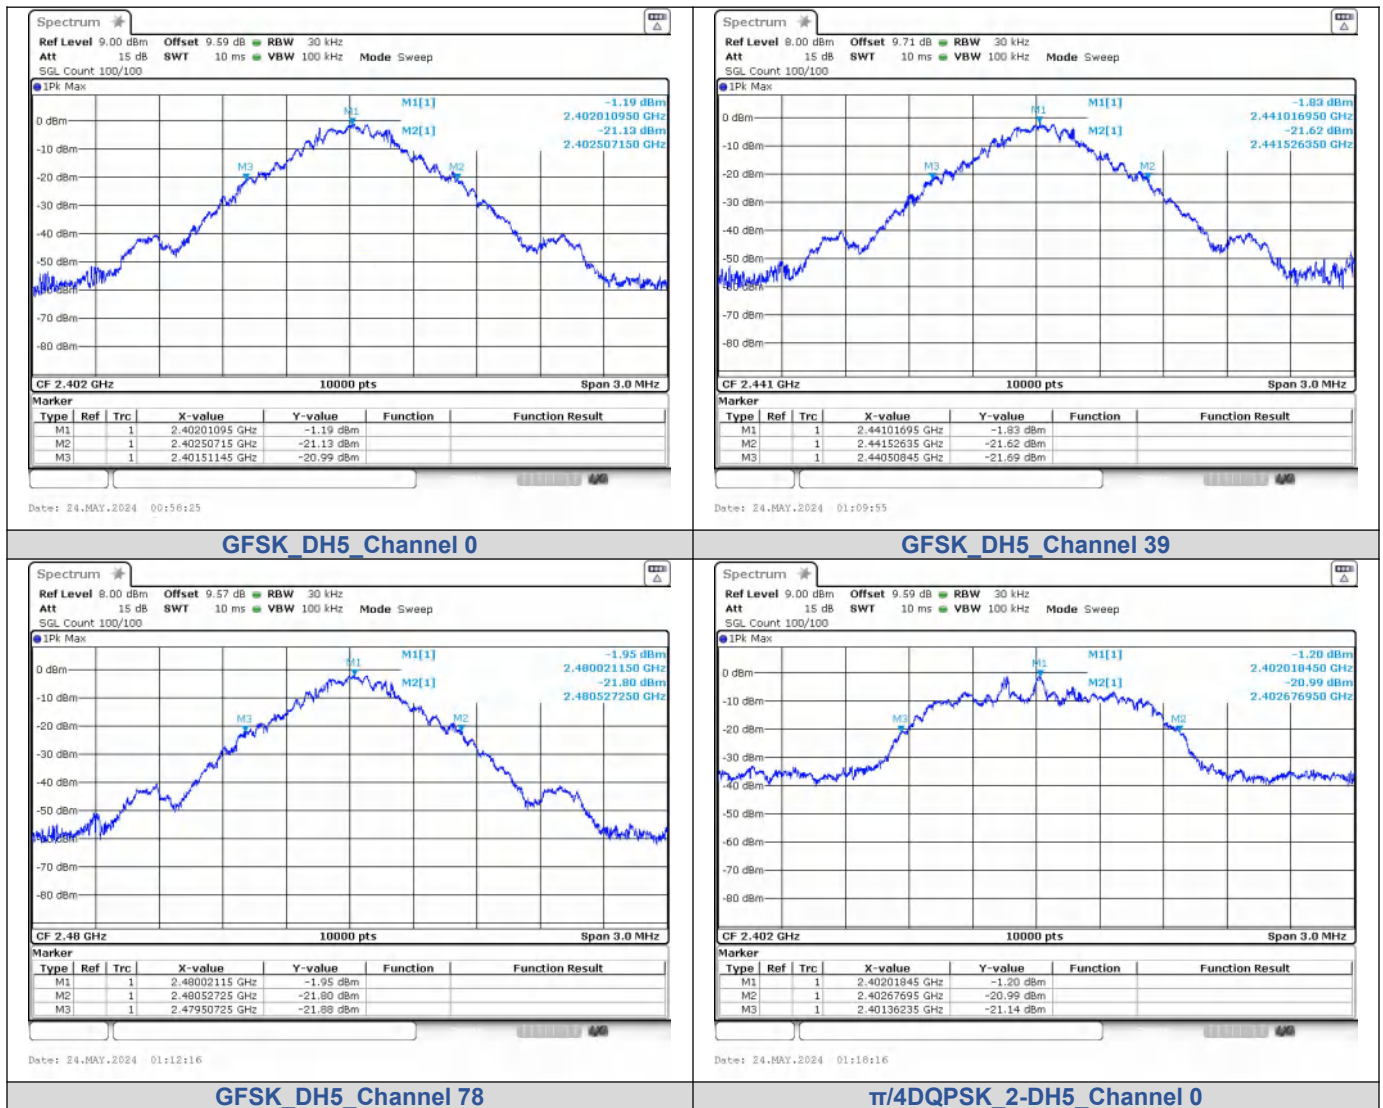 Spectrum
Ref Level 9.00 dBm Offset 9.59 dB RBW 30 kHz
Att 15 dB SWT 10 ms VBW 100 kHz Mode Sweep
SGL Count 100/100
1Pk Max
M1[1] -1.19 dBm
2.402010950 GHz
M2[1] -21.13 dBm
2.402507150 GHz
M1
M2
M3
0 dBm
-10 dBm
-20 dBm
-30 dBm
-40 dBm
-50 dBm
-60 dBm
-70 dBm
-80 dBm
CF 2.402 GHz 10000 pts Span 3.0 MHz
Marker
Type Ref Trc X-value Y-value Function Function Result
M1 1 2.40201095 GHz -1.19 dBm
M2 1 2.40250715 GHz -21.13 dBm
M3 1 2.40151145 GHz -20.99 dBm
Date: 24.MAY.2024 00:58:25
GFSK_DH5_Channel 0
Spectrum
Ref Level 8.00 dBm Offset 9.71 dB RBW 30 kHz
Att 15 dB SWT 10 ms VBW 100 kHz Mode Sweep
SGL Count 100/100
1Pk Max
M1[1] -1.83 dBm
2.441016950 GHz
M2[1] -21.62 dBm
2.441526350 GHz
M1
M2
M3
0 dBm
-10 dBm
-20 dBm
-30 dBm
-40 dBm
-50 dBm
-60 dBm
-70 dBm
-80 dBm
CF 2.441 GHz 10000 pts Span 3.0 MHz
Marker
Type Ref Trc X-value Y-value Function Function Result
M1 1 2.44101695 GHz -1.83 dBm
M2 1 2.44152635 GHz -21.62 dBm
M3 1 2.44050845 GHz -21.69 dBm
Date: 24.MAY.2024 01:09:55
GFSK_DH5_Channel 39
Spectrum
Ref Level 8.00 dBm Offset 9.57 dB RBW 30 kHz
Att 15 dB SWT 10 ms VBW 100 kHz Mode Sweep
SGL Count 100/100
1Pk Max
M1[1] -1.95 dBm
2.480021150 GHz
M2[1] -21.80 dBm
2.480527250 GHz
M1
M2
M3
0 dBm
-10 dBm
-20 dBm
-30 dBm
-40 dBm
-50 dBm
-60 dBm
-70 dBm
-80 dBm
CF 2.48 GHz 10000 pts Span 3.0 MHz
Marker
Type Ref Trc X-value Y-value Function Function Result
M1 1 2.48002115 GHz -1.95 dBm
M2 1 2.48052725 GHz -21.80 dBm
M3 1 2.47950725 GHz -21.88 dBm
Date: 24.MAY.2024 01:12:16
GFSK_DH5_Channel 78
Spectrum
Ref Level 9.00 dBm Offset 9.59 dB RBW 30 kHz
Att 15 dB SWT 10 ms VBW 100 kHz Mode Sweep
SGL Count 100/100
1Pk Max
M1[1] -1.20 dBm
2.402018450 GHz
M2[1] -20.99 dBm
2.402676950 GHz
M1
M2
M3
0 dBm
-10 dBm
-20 dBm
-30 dBm
-40 dBm
-50 dBm
-60 dBm
-70 dBm
-80 dBm
CF 2.402 GHz 10000 pts Span 3.0 MHz
Marker
Type Ref Trc X-value Y-value Function Function Result
M1 1 2.40201845 GHz -1.20 dBm
M2 1 2.40267695 GHz -20.99 dBm
M3 1 2.40136235 GHz -21.14 dBm
Date: 24.MAY.2024 01:18:16
π/4DQPSK_2-DH5_Channel 0